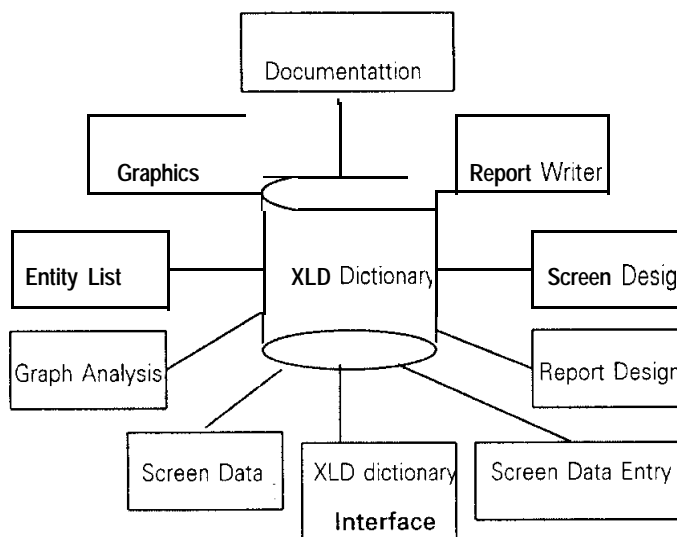 Documentattion
Graphics
Report Writer
Entity List
XLD Dictionary
Screen Desig
Graph Analysis
Report Design
Screen Data
XLD dictionary
Interface
Screen Data Entry